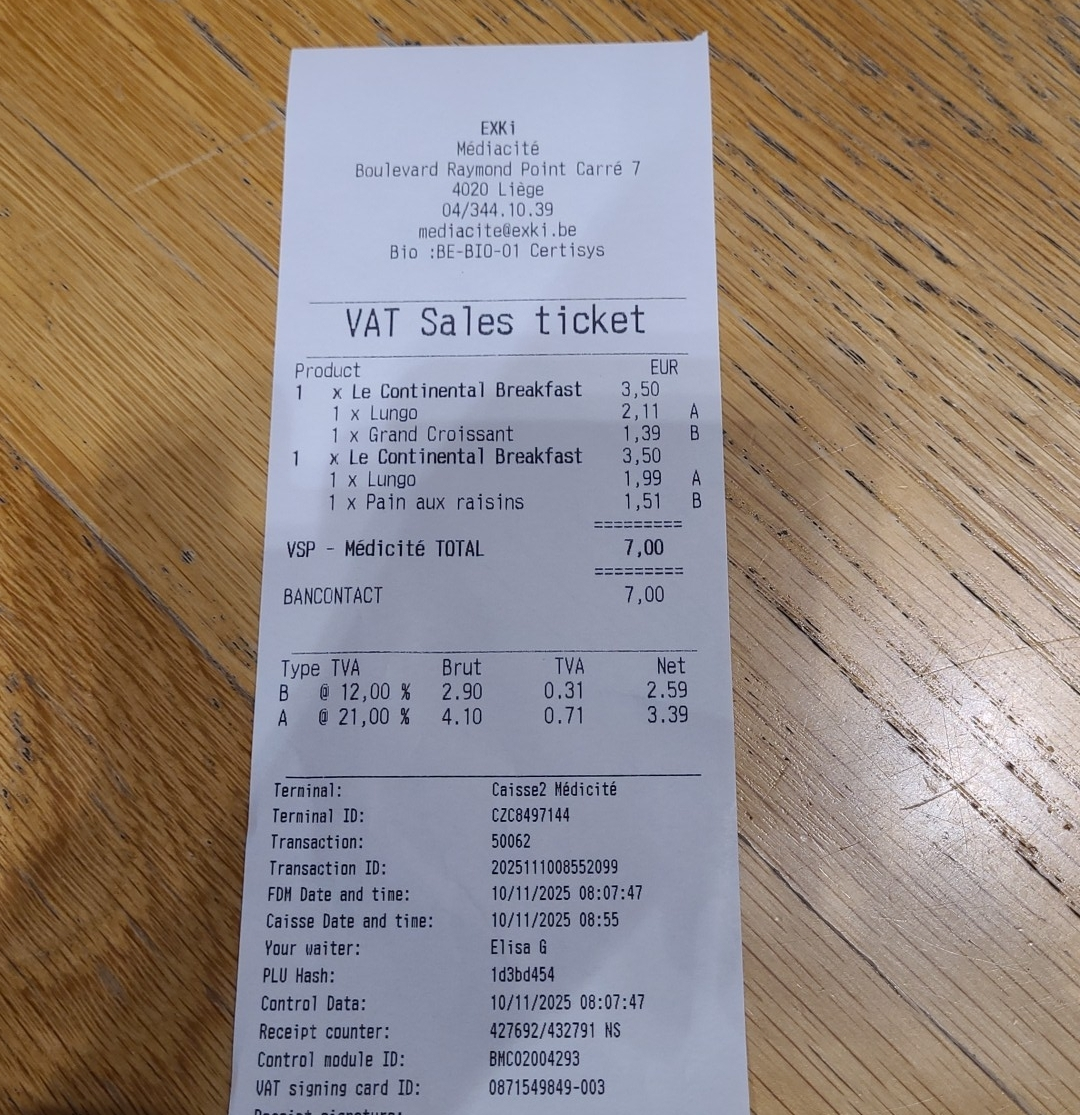 EXKi
Médiacité
Boulevard Raymond Point Carré 7
4020 Liège
04/344.10.39
mediacite@exki.be
Bio :BE-BIO-01 Certisys
VAT Sales ticket
Product EUR
1 x Le Continental Breakfast 3,50
1 x Lungo 2,11 A
1 x Grand Croissant 1,39 B
1 x Le Continental Breakfast 3,50
1 x Lungo 1,99 A
1 x Pain aux raisins 1,51 B
=========
VSP - Médicité TOTAL 7,00
=========
BANCONTACT 7,00
Type TVA Brut TVA Net
B @ 12,00 % 2.90 0.31 2.59
A @ 21,00 % 4.10 0.71 3.39
Terminal: Caisse2 Médicité
Terminal ID: CZC8497144
Transaction: 50062
Transaction ID: 2025111008552099
FDM Date and time: 10/11/2025 08:07:47
Caisse Date and time: 10/11/2025 08:55
Your waiter: Elisa G
PLU Hash: 1d3bd454
Control Data: 10/11/2025 08:07:47
Receipt counter: 427692/432791 NS
Control module ID: BMC02004293
VAT signing card ID: 0871549849-003
Receipt signature: